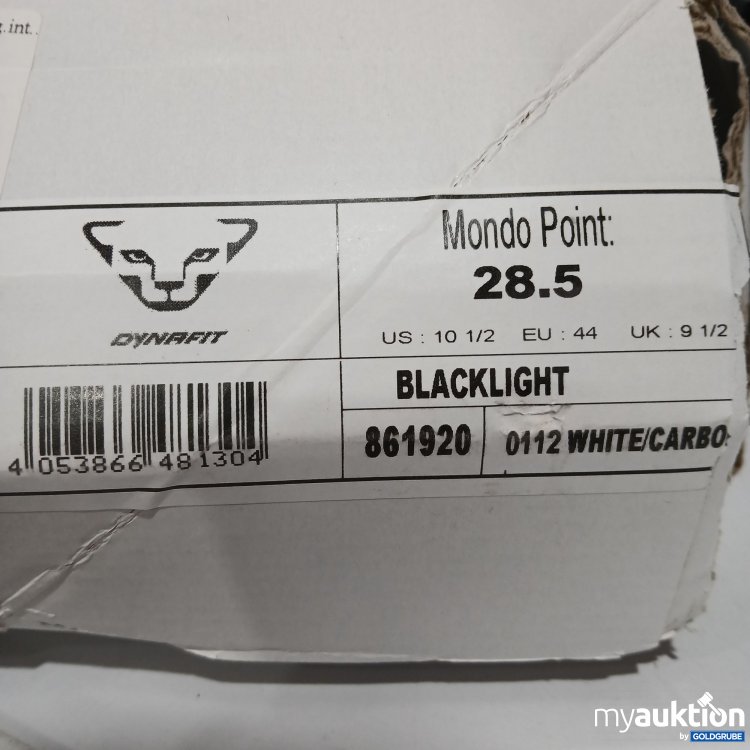 g.int..
Mondo Point:
28.5
DYNAFIT
US : 10 1/2 EU : 44 UK : 9 1/2
BLACKLIGHT
861920 0112 WHITE/CARBO
4 053866 481304
myauktion
by GOLDGRUBE